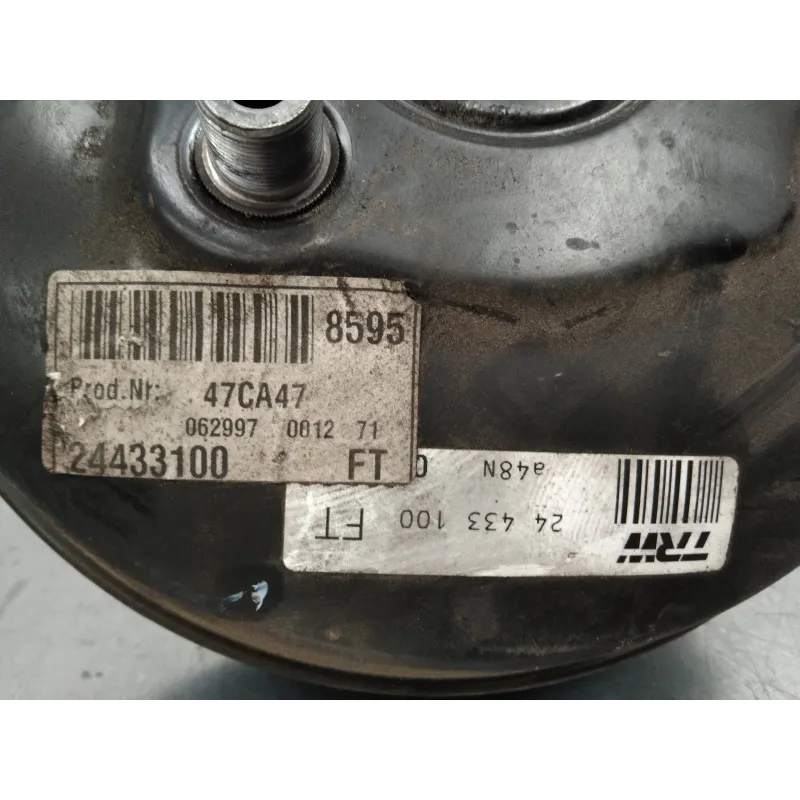 8595
Prod.Nr: 47CA47
062997 0012 71
24433100 FT
a48N
24 433 100 FT
TRW